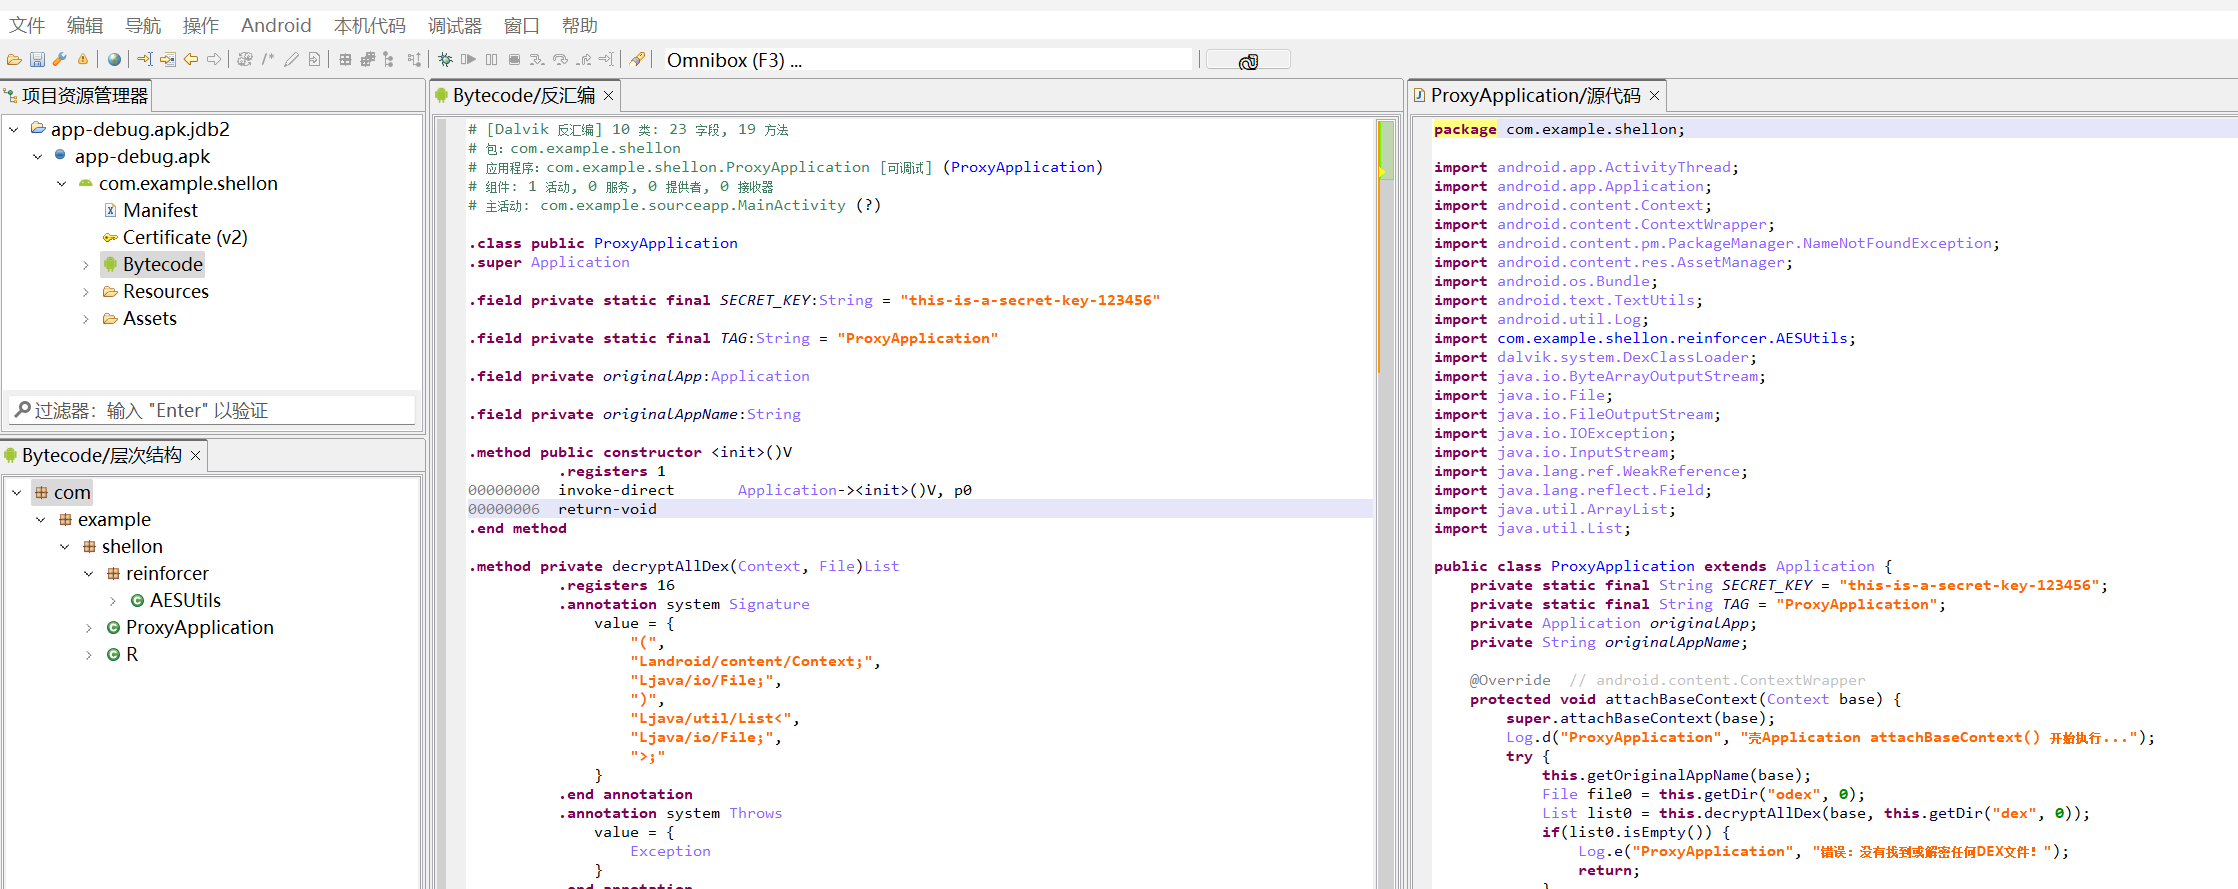 文件 编辑 导航 操作 Android 本机代码 调试器 窗口 帮助
Omnibox (F3) ...
项目资源管理器
app-debug.apk.jdb2
app-debug.apk
com.example.shellon
Manifest
Certificate (v2)
Bytecode
Resources
Assets
过滤器: 输入 "Enter" 以验证
Bytecode/层次结构
com
example
shellon
reinforcer
AESUtils
ProxyApplication
R
Bytecode/反汇编
# [Dalvik 反汇编] 10 类: 23 字段, 19 方法
# 包: com.example.shellon
# 应用程序: com.example.shellon.ProxyApplication [可调试] (ProxyApplication)
# 组件: 1 活动, 0 服务, 0 提供者, 0 接收器
# 主活动: com.example.sourceapp.MainActivity (?)
.class public ProxyApplication
.super Application
.field private static final SECRET_KEY:String = "this-is-a-secret-key-123456"
.field private static final TAG:String = "ProxyApplication"
.field private originalApp:Application
.field private originalAppName:String
.method public constructor <init>()V
.registers 1
00000000 invoke-direct Application-><init>()V, p0
00000006 return-void
.end method
.method private decryptAllDex(Context, File)List
.registers 16
.annotation system Signature
value = {
"(",
"Landroid/content/Context;",
"Ljava/io/File;",
")",
"Ljava/util/List<",
"Ljava/io/File;",
">;"
}
.end annotation
.annotation system Throws
value = {
Exception
}
.end annotation
ProxyApplication/源代码
package com.example.shellon;
import android.app.ActivityThread;
import android.app.Application;
import android.content.Context;
import android.content.ContextWrapper;
import android.content.pm.PackageManager.NameNotFoundException;
import android.content.res.AssetManager;
import android.os.Bundle;
import android.text.TextUtils;
import android.util.Log;
import com.example.shellon.reinforcer.AESUtils;
import dalvik.system.DexClassLoader;
import java.io.ByteArrayOutputStream;
import java.io.File;
import java.io.FileOutputStream;
import java.io.IOException;
import java.io.InputStream;
import java.lang.ref.WeakReference;
import java.lang.reflect.Field;
import java.util.ArrayList;
import java.util.List;
public class ProxyApplication extends Application {
private static final String SECRET_KEY = "this-is-a-secret-key-123456";
private static final String TAG = "ProxyApplication";
private Application originalApp;
private String originalAppName;
@Override // android.content.ContextWrapper
protected void attachBaseContext(Context base) {
super.attachBaseContext(base);
Log.d("ProxyApplication", "壳Application attachBaseContext() 开始执行...");
try {
this.getOriginalAppName(base);
File file0 = this.getDir("odex", 0);
List list0 = this.decryptAllDex(base, this.getDir("dex", 0));
if(list0.isEmpty()) {
Log.e("ProxyApplication", "错误: 没有找到或解密任何DEX文件! ");
return;